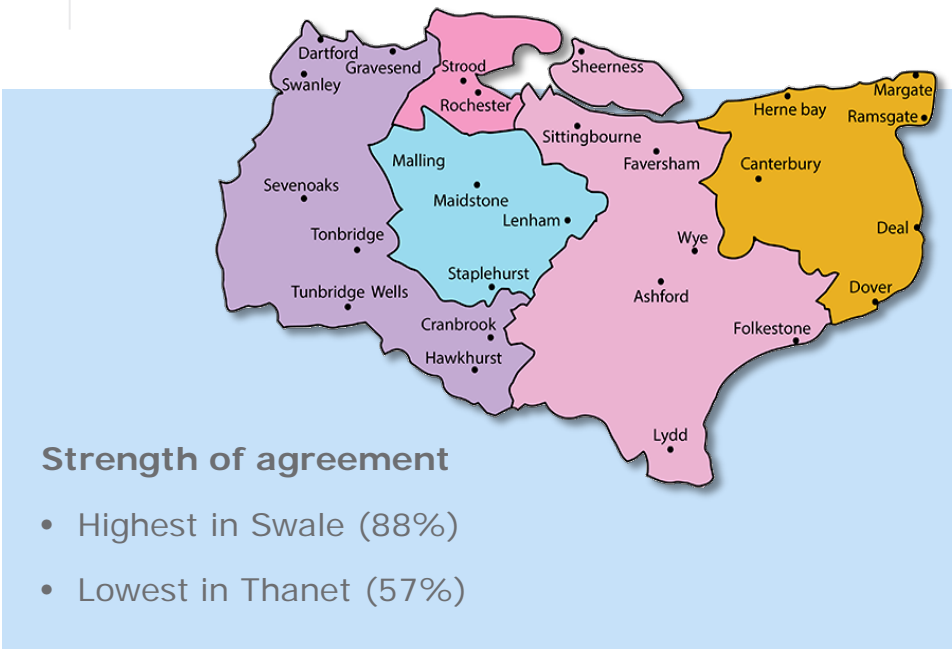 Dartford
Gravesend
Swanley
Strood
Rochester
Sheerness
Margate
Herne bay
Ramsgate
Sittingbourne
Faversham
Malling
Canterbury
Sevenoaks
Maidstone
Lenham
Deal
Tonbridge
Wye
Staplehurst
Tunbridge Wells
Ashford
Dover
Cranbrook
Folkestone
Hawkhurst
Lydd
Strength of agreement
• Highest in Swale (88%)
• Lowest in Thanet (57%)